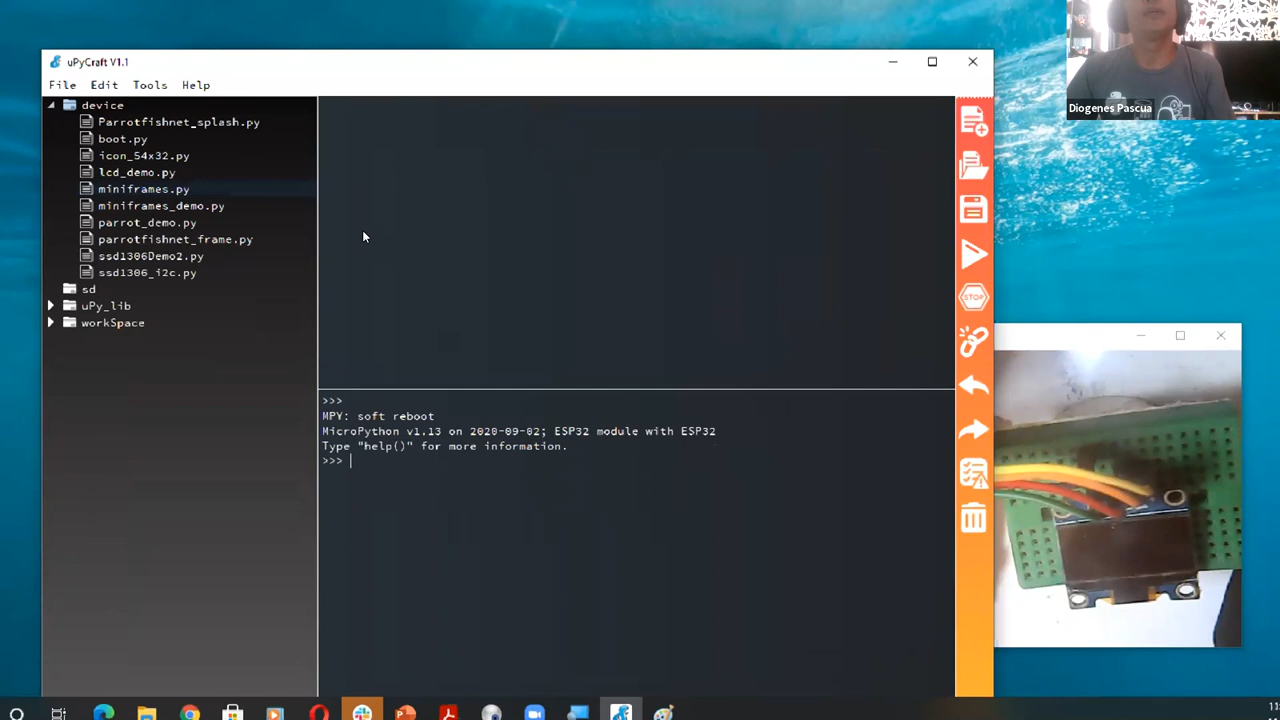 uPyCraft V1.1
File Edit Tools Help
device
Parrotfishnet_splash.py
boot.py
icon_54x32.py
lcd_demo.py
miniframes.py
miniframes_demo.py
parrot_demo.py
parrotfishnet_frame.py
ssd1306Demo2.py
ssd1306_i2c.py
sd
uPy_lib
workSpace
>>>
MPY: soft reboot
MicroPython v1.13 on 2020-09-02; ESP32 module with ESP32
Type "help()" for more information.
>>>
STOP
Diogenes Pascua